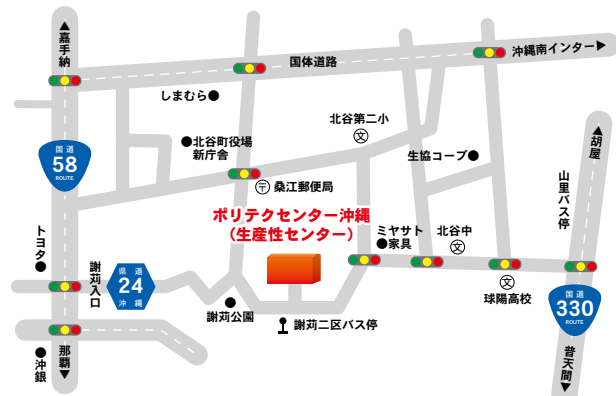 ▲嘉手納
国体道路
沖縄南インター▶
しまむら●
北谷第二小
文
●北谷町役場
新庁舎
生協コープ●
▲胡屋
国道
58
ROUTE
〒 桑江郵便局
山里バス停
ポリテクセンター沖縄
（生産性センター）
ミヤサト
●家具
北谷中
文
トヨタ●
謝苅入口
県道
24
沖縄
文
球陽高校
国道
330
ROUTE
謝苅公園
謝苅二区バス停
●沖銀
那覇▼
普天間▼